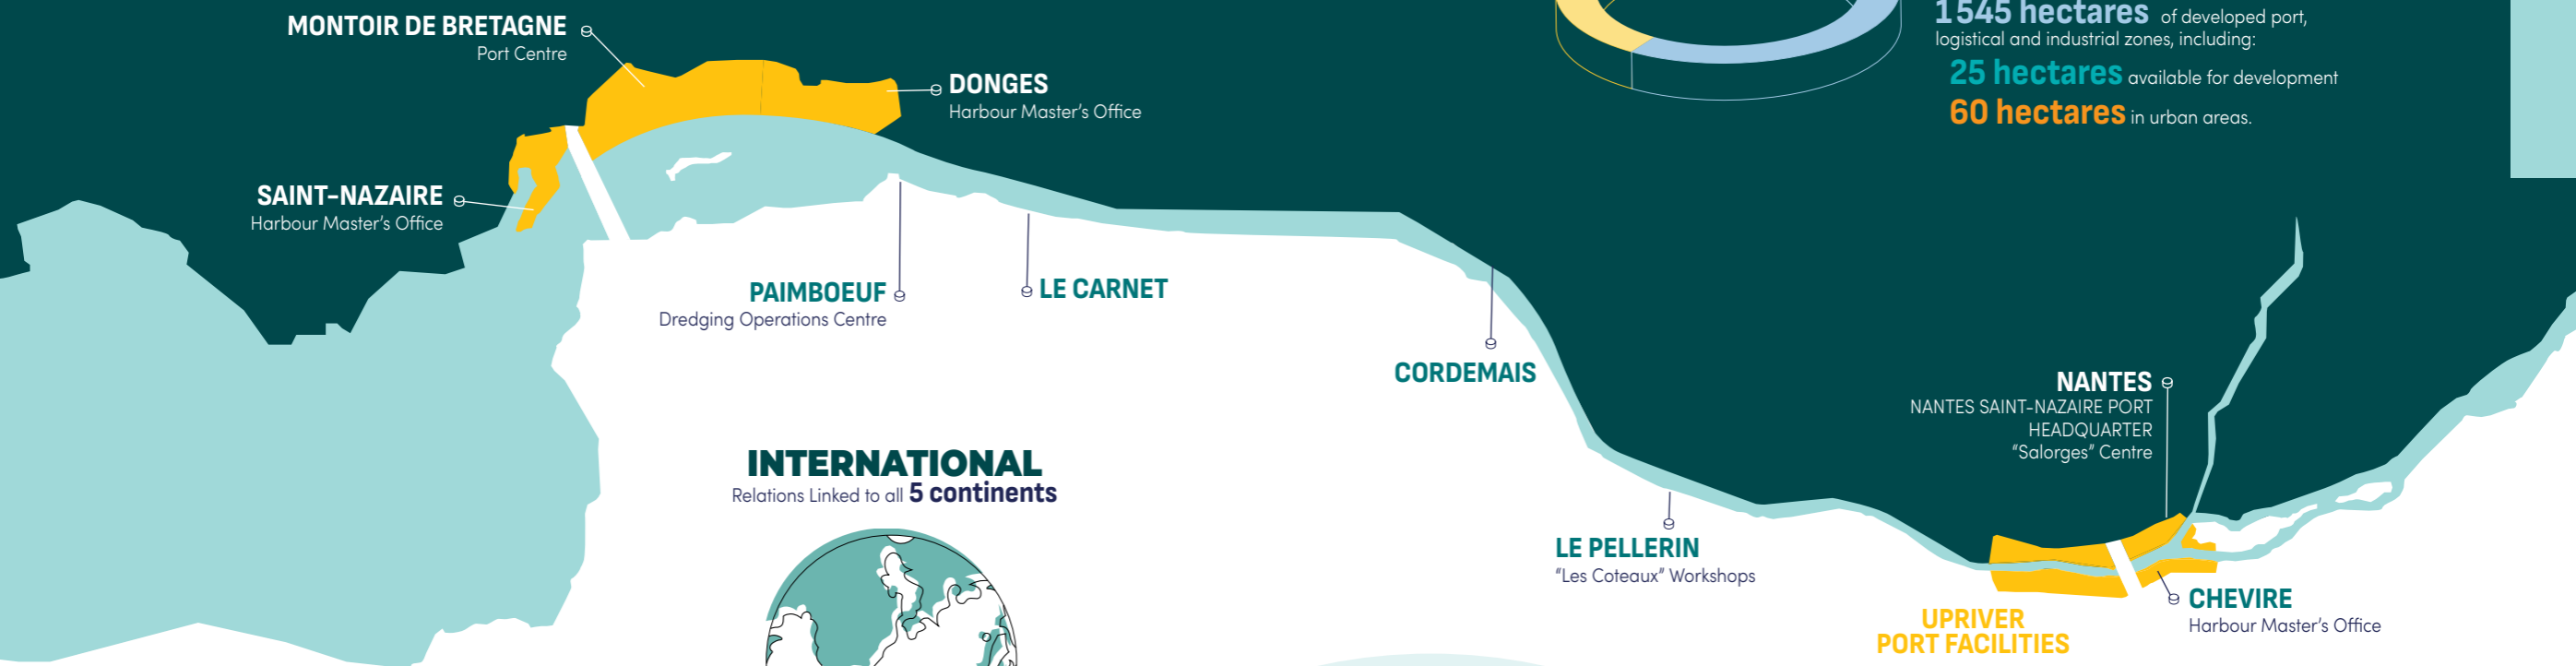 MONTOIR DE BRETAGNE
Port Centre
DONGES
Harbour Master’s Office
SAINT-NAZAIRE
Harbour Master’s Office
1 545 hectares of developed port,
logistical and industrial zones, including:
25 hectares available for development
60 hectares in urban areas.
PAIMBOEUF
Dredging Operations Centre
LE CARNET
CORDEMAIS
NANTES
NANTES SAINT-NAZAIRE PORT
HEADQUARTER
“Salorges” Centre
INTERNATIONAL
Relations Linked to all 5 continents
LE PELLERIN
“Les Coteaux” Workshops
UPRIVER
PORT FACILITIES
CHEVIRE
Harbour Master’s Office